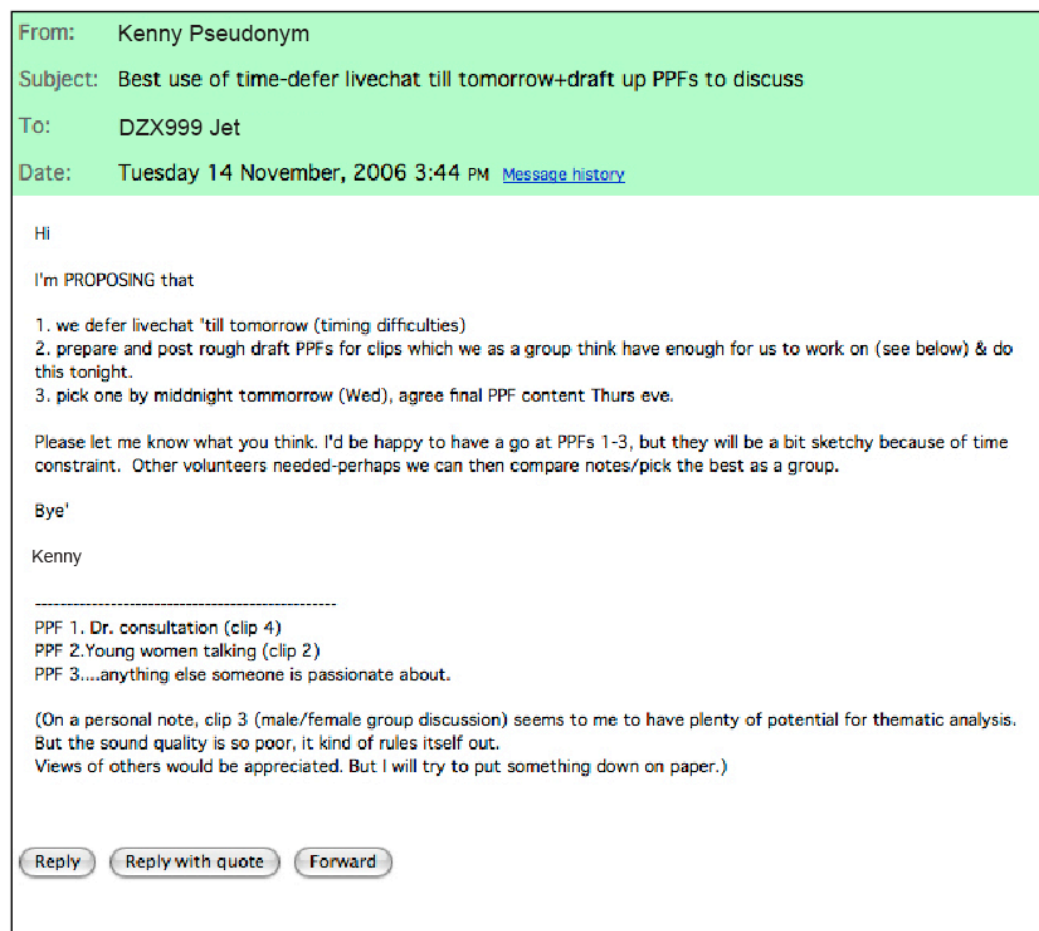 From: Kenny Pseudonym
Subject: Best use of time-defer livechat till tomorrow+draft up PPFs to discuss
To: DZX999 Jet
Date: Tuesday 14 November, 2006 3:44 PM Message history
Hi
I'm PROPOSING that
1. we defer livechat 'till tomorrow (timing difficulties)
2. prepare and post rough draft PPFs for clips which we as a group think have enough for us to work on (see below) & do
this tonight.
3. pick one by middnight tommorrow (Wed), agree final PPF content Thurs eve.
Please let me know what you think. I'd be happy to have a go at PPFs 1-3, but they will be a bit sketchy because of time
constraint. Other volunteers needed-perhaps we can then compare notes/pick the best as a group.
Bye'
Kenny
-----------------------------------------------
PPF 1. Dr. consultation (clip 4)
PPF 2.Young women talking (clip 2)
PPF 3....anything else someone is passionate about.
(On a personal note, clip 3 (male/female group discussion) seems to me to have plenty of potential for thematic analysis.
But the sound quality is so poor, it kind of rules itself out.
Views of others would be appreciated. But I will try to put something down on paper.)
Reply Reply with quote Forward